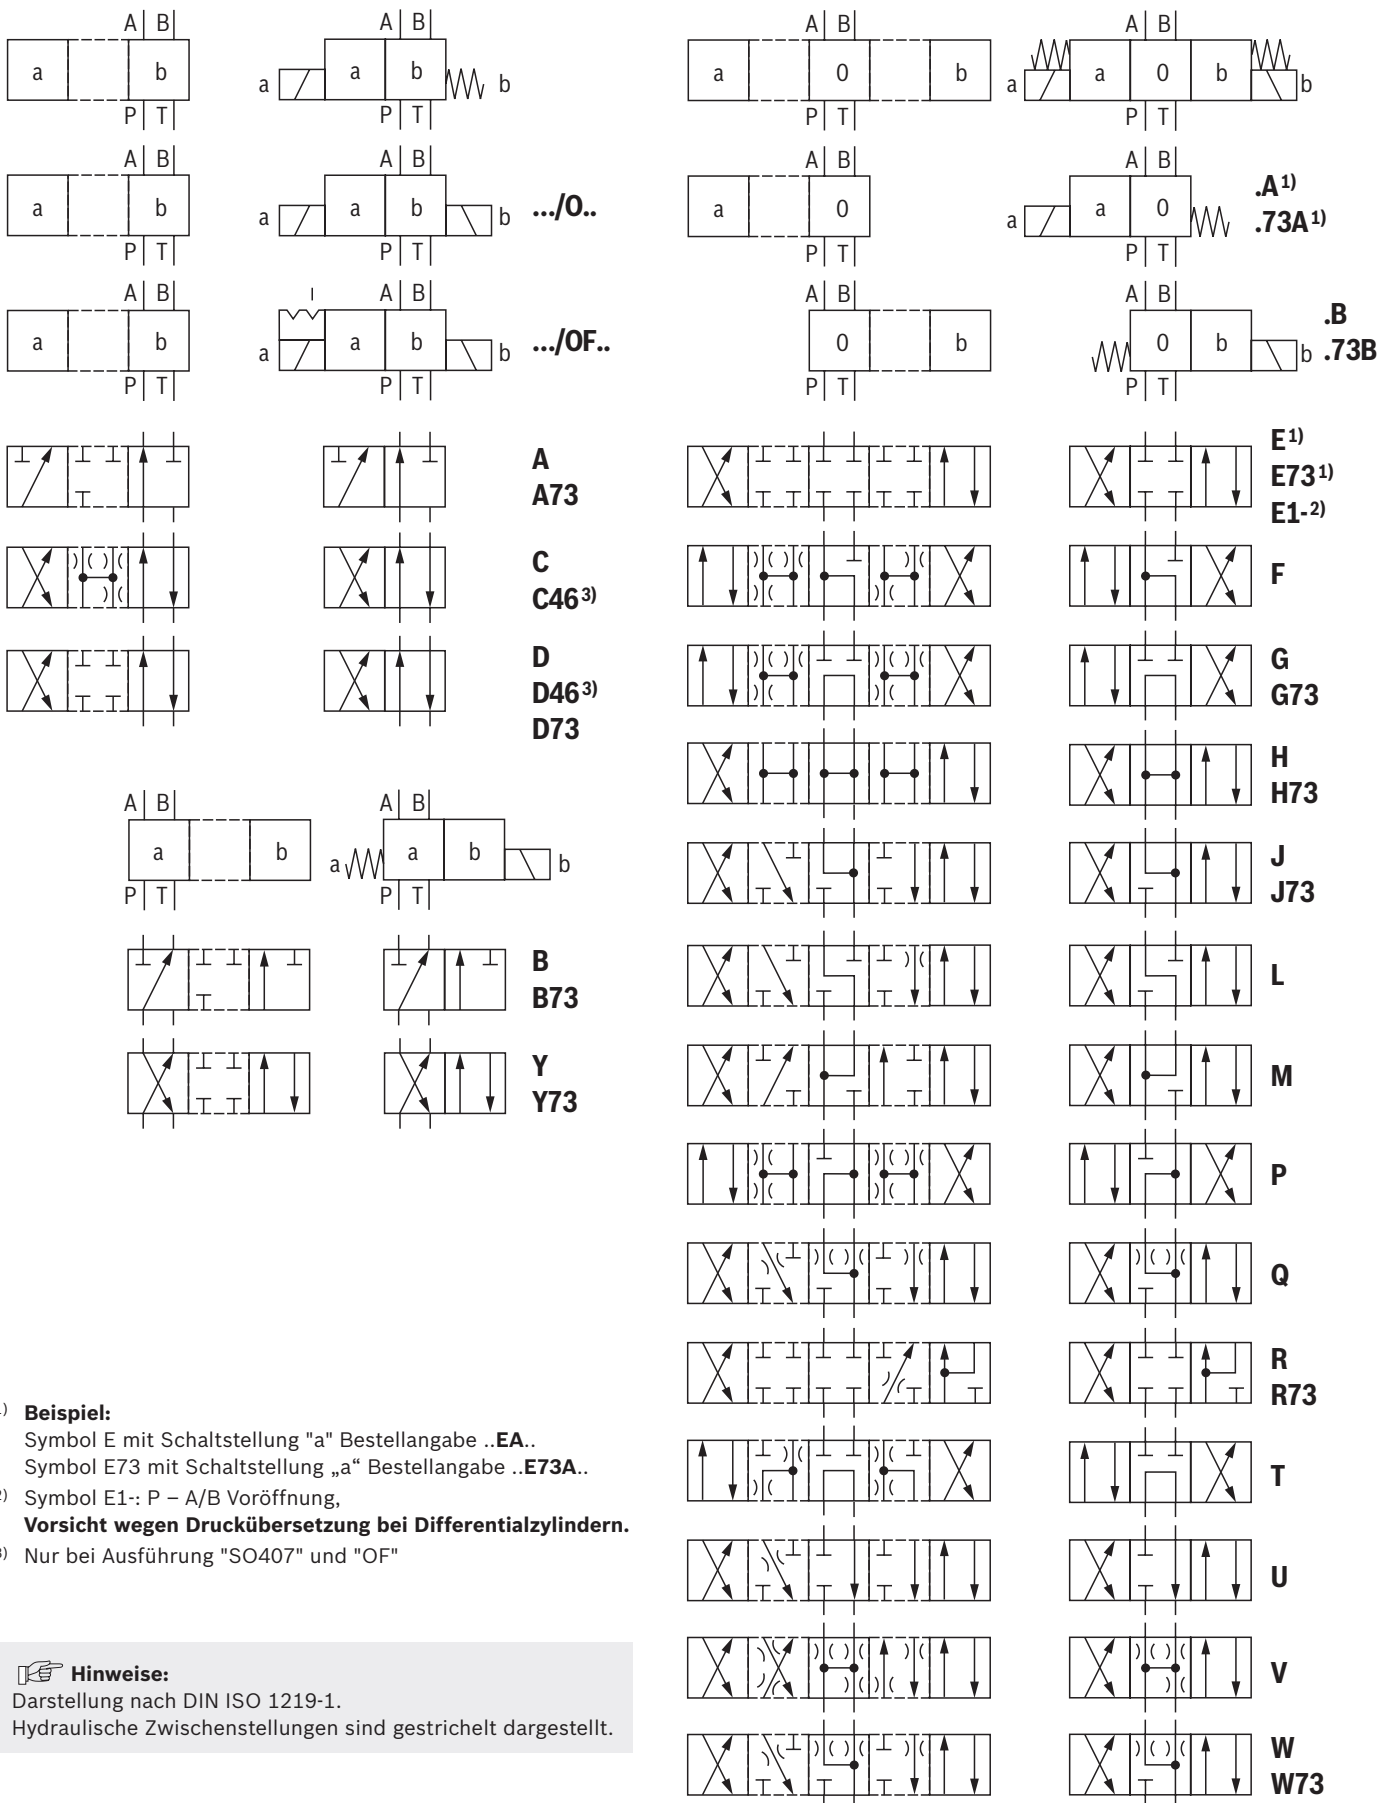 A B
a b
P T
A B
a a b b
P T
A B
a 0 b
P T
A B
a a 0 b b
P T
A B
a b
P T
A B
a a b b
P T
.../O..
A B
a 0
P T
A B
a a 0
P T
.A1)
.73A1)
A B
a b
P T
A B
a a b b
P T
.../OF..
A B
0 b
P T
A B
0 b b
P T
.B
.73B
A
A73
C
C463)
D
D463)
D73
A B
a b
P T
A B
a a b b
P T
B
B73
Y
Y73
E1)
E731)
E1-2)
F
G
G73
H
H73
J
J73
L
M
P
Q
R
R73
T
U
V
W
W73
Beispiel:
Symbol E mit Schaltstellung "a" Bestellangabe ..EA..
Symbol E73 mit Schaltstellung „a“ Bestellangabe ..E73A..
2) Symbol E1-: P – A/B Voröffnung,
Vorsicht wegen Druckübersetzung bei Differentialzylindern.
3) Nur bei Ausführung "SO407" und "OF"
Hinweise:
Darstellung nach DIN ISO 1219-1.
Hydraulische Zwischenstellungen sind gestrichelt dargestellt.